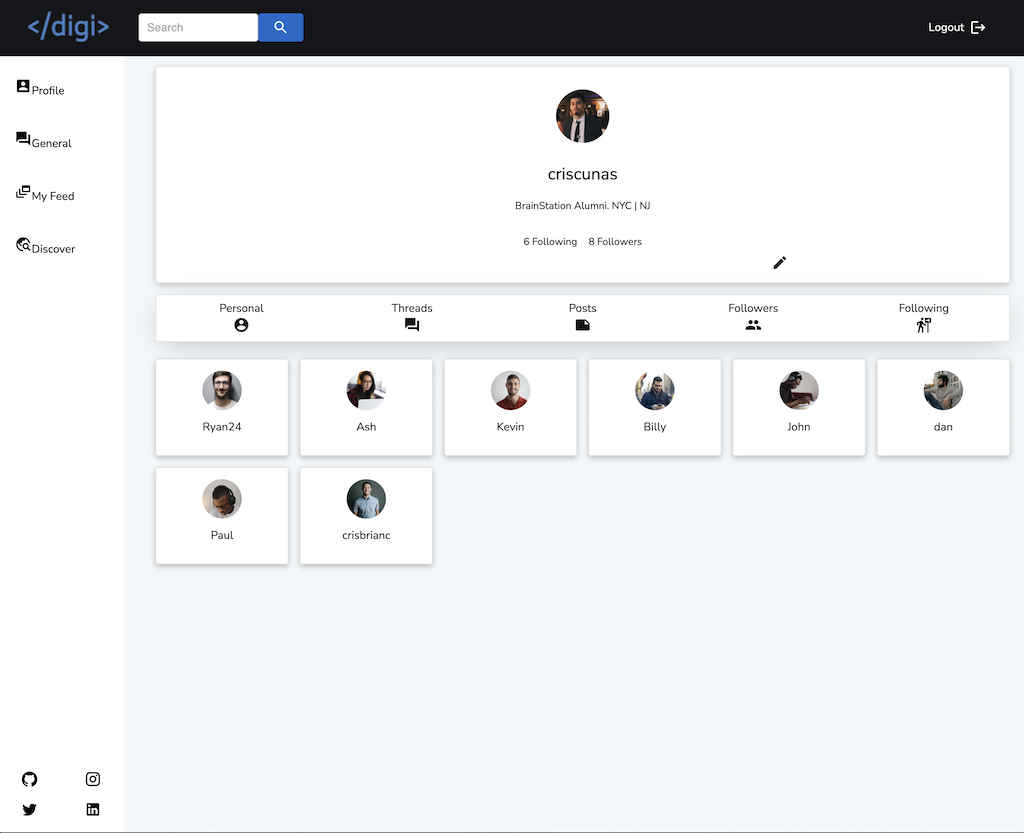 </digi>
Search
Logout
Profile
General
My Feed
Discover
criscunas
BrainStation Alumni. NYC | NJ
6 Following 8 Followers
Personal Threads Posts Followers Following
Ryan24 Ash Kevin Billy John dan
Paul crisbrianc